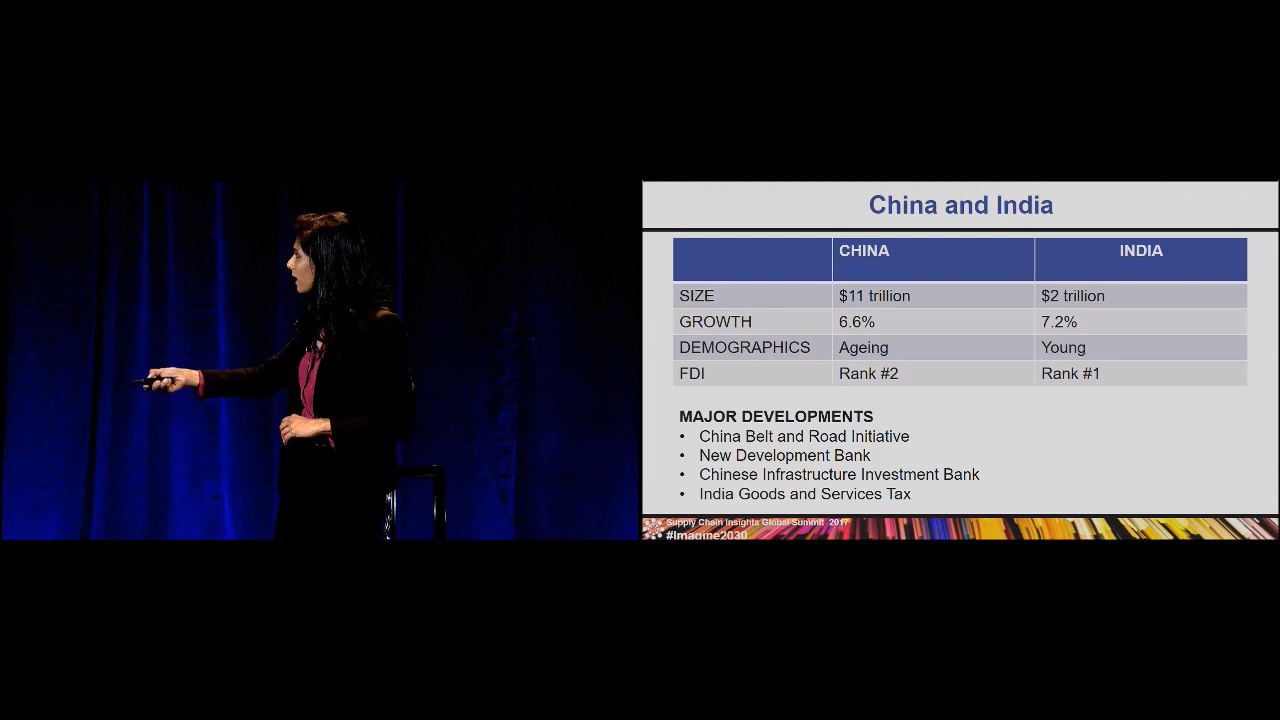 China and India
CHINA INDIA
SIZE $11 trillion $2 trillion
GROWTH 6.6% 7.2%
DEMOGRAPHICS Ageing Young
FDI Rank #2 Rank #1
MAJOR DEVELOPMENTS
• China Belt and Road Initiative
• New Development Bank
• Chinese Infrastructure Investment Bank
• India Goods and Services Tax
Supply Chain Insights Global Summit 2017
#Imagine2030